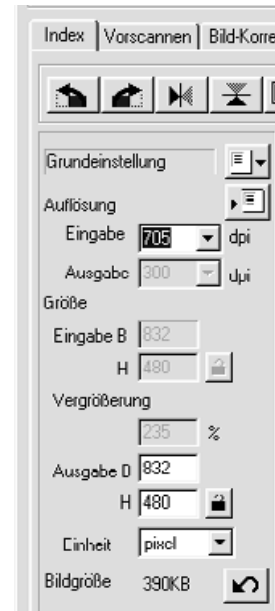 Index Vorscannen Bild-Korre
Grundeinstellung
Auflösung
Eingabe 705 dpi
Ausgabe 300 dpi
Größe
Eingabe B 832
H 480
Vergrößerung
235 %
Ausgabe B 832
H 480
Einheit pixel
Bildgröße 390KB